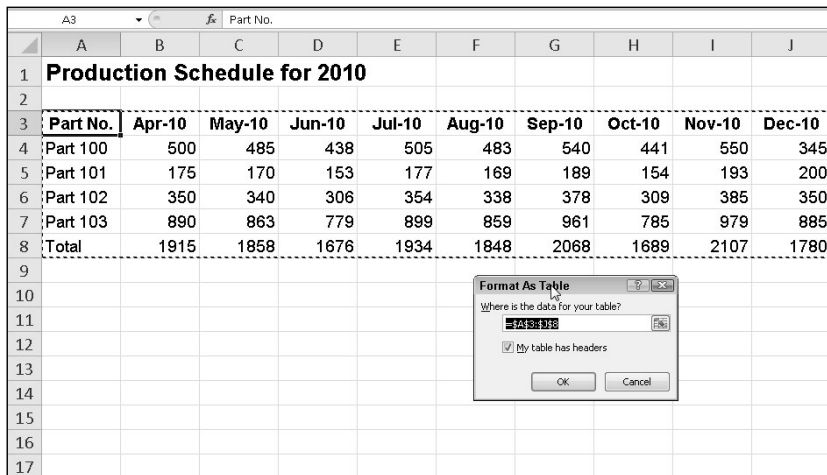 A3 fx Part No.
A B C D E F G H I J
1 Production Schedule for 2010
2
3 Part No. Apr-10 May-10 Jun-10 Jul-10 Aug-10 Sep-10 Oct-10 Nov-10 Dec-10
4 Part 100 500 485 438 505 483 540 441 550 345
5 Part 101 175 170 153 177 169 189 154 193 200
6 Part 102 350 340 306 354 338 378 309 385 350
7 Part 103 890 863 779 899 859 961 785 979 885
8 Total 1915 1858 1676 1934 1848 2068 1689 2107 1780
9
10
11
12
13
14
15
16
17
Format As Table ?
Where is the data for your table?
=$A$3:$J$8
My table has headers
OK Cancel